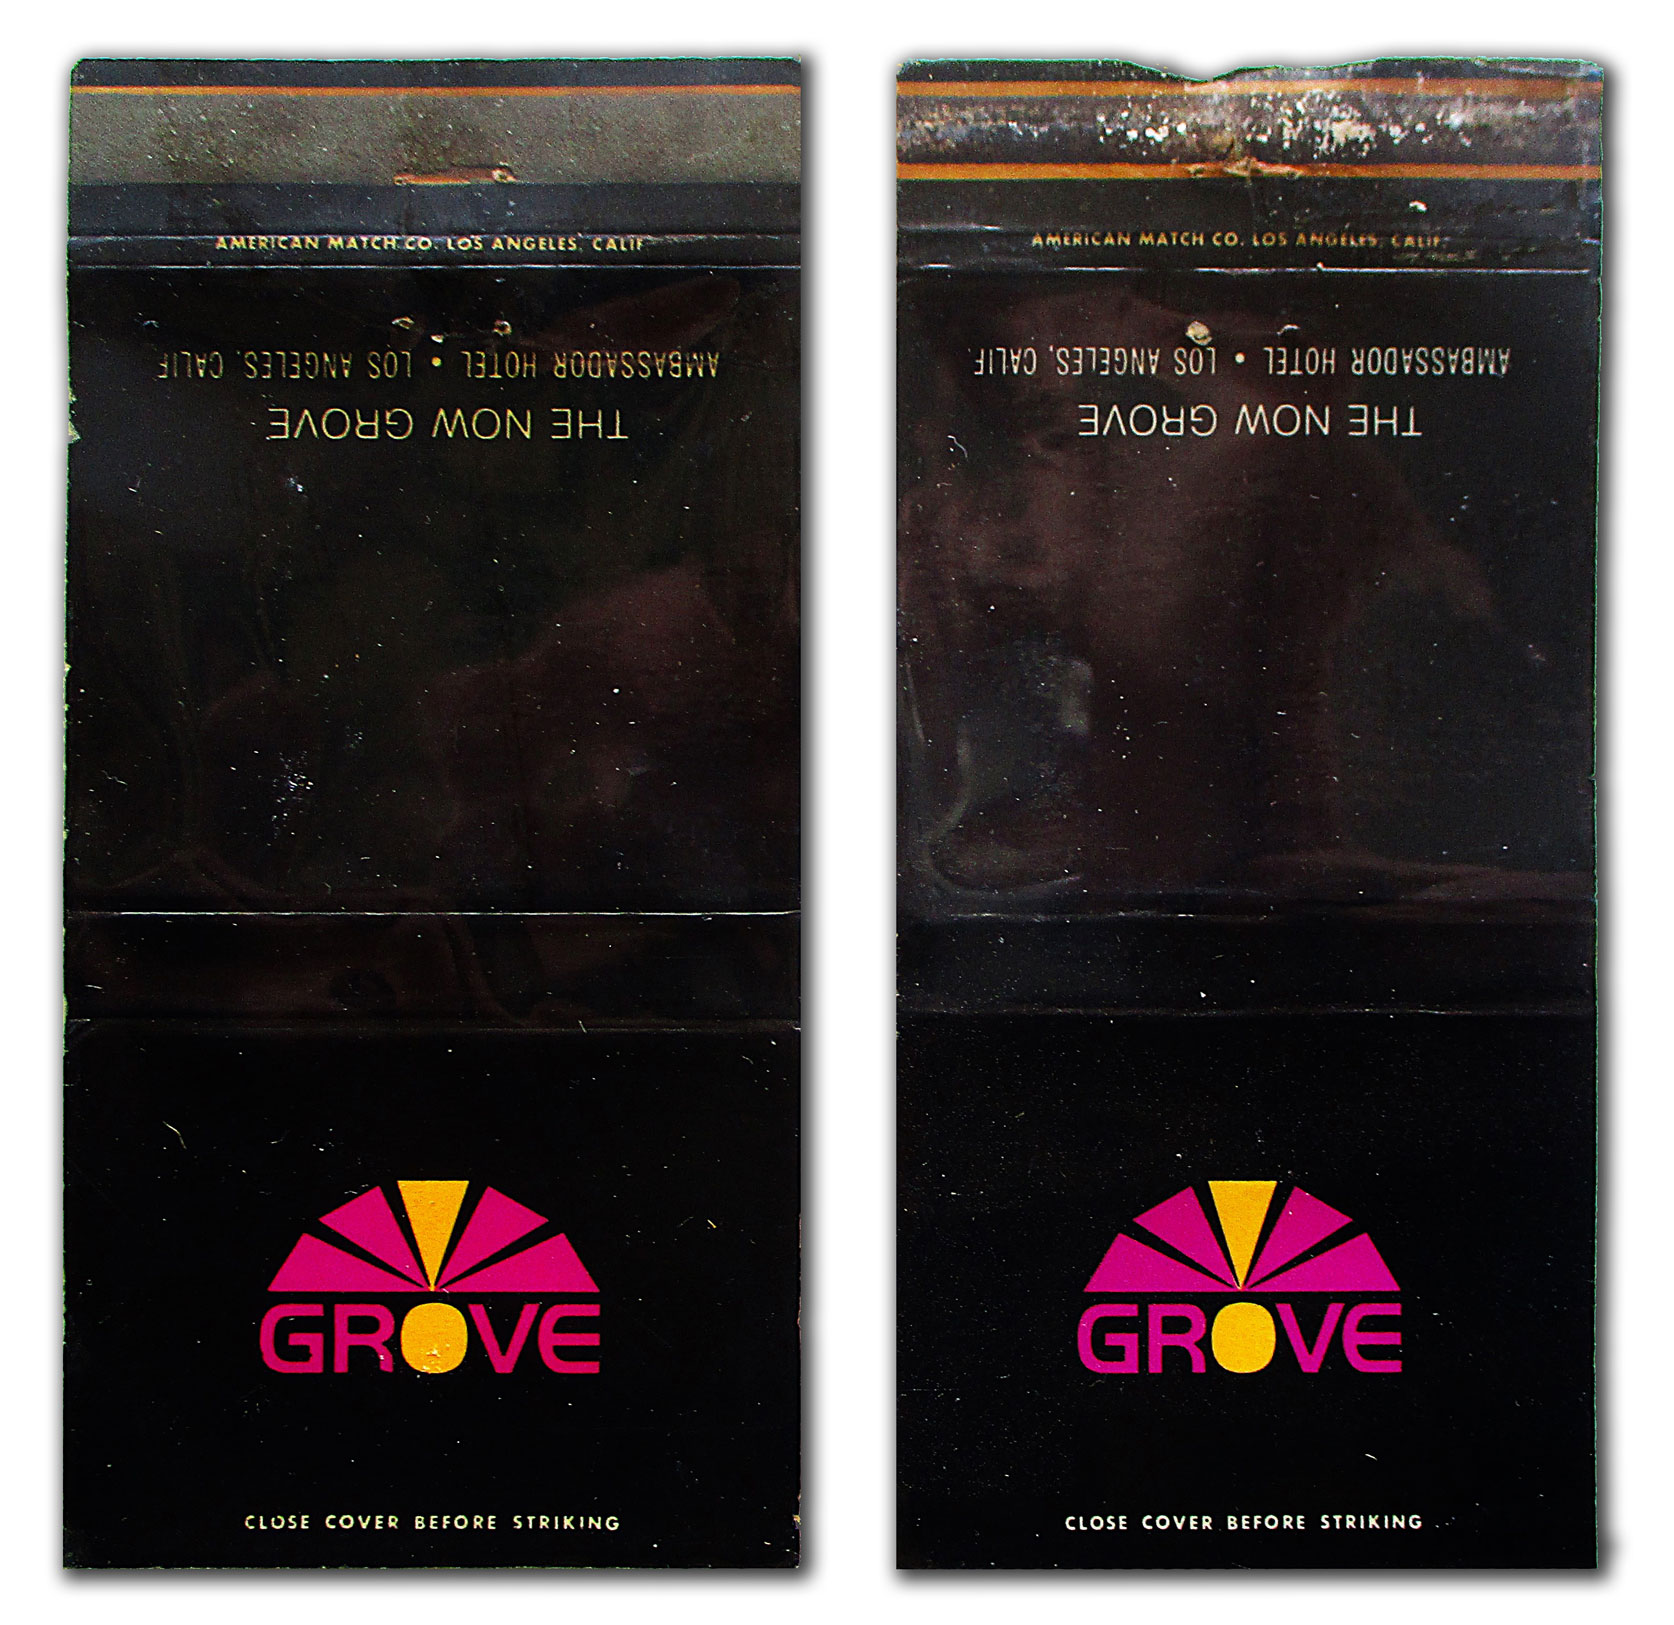 AMERICAN MATCH CO. LOS ANGELES, CALIF.
AMBASSADOR HOTEL • LOS ANGELES, CALIF.
THE NOW GROVE
GROVE
CLOSE COVER BEFORE STRIKING
AMERICAN MATCH CO. LOS ANGELES, CALIF.
AMBASSADOR HOTEL • LOS ANGELES, CALIF.
THE NOW GROVE
GROVE
CLOSE COVER BEFORE STRIKING